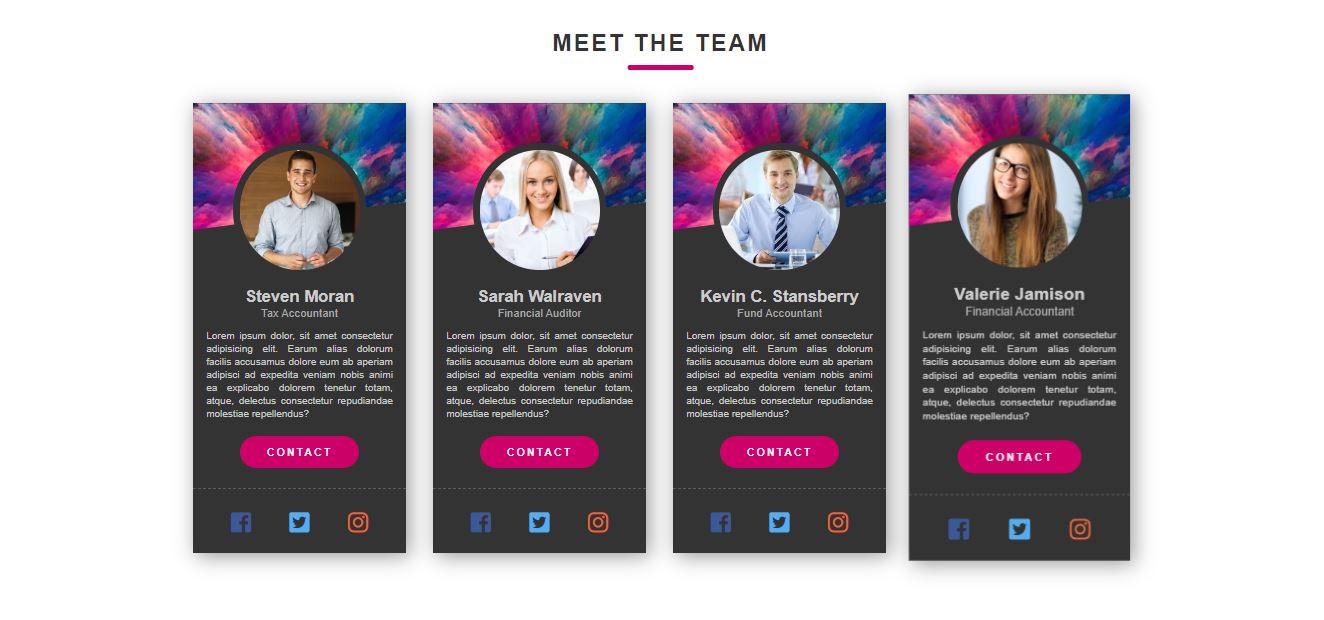 MEET THE TEAM
Steven Moran
Tax Accountant
Lorem ipsum dolor, sit amet consectetur
adipisicing elit. Earum alias dolorum
facilis accusamus dolore eum ab aperiam
adipisci ad expedita veniam nobis animi
ea explicabo dolorem tenetur totam,
atque, delectus consectetur repudiandae
molestiae repellendus?
CONTACT
Sarah Walraven
Financial Auditor
Lorem ipsum dolor, sit amet consectetur
adipisicing elit. Earum alias dolorum
facilis accusamus dolore eum ab aperiam
adipisci ad expedita veniam nobis animi
ea explicabo dolorem tenetur totam,
atque, delectus consectetur repudiandae
molestiae repellendus?
CONTACT
Kevin C. Stansberry
Fund Accountant
Lorem ipsum dolor, sit amet consectetur
adipisicing elit. Earum alias dolorum
facilis accusamus dolore eum ab aperiam
adipisci ad expedita veniam nobis animi
ea explicabo dolorem tenetur totam,
atque, delectus consectetur repudiandae
molestiae repellendus?
CONTACT
Valerie Jamison
Financial Accountant
Lorem ipsum dolor, sit amet consectetur
adipisicing elit. Earum alias dolorum
facilis accusamus dolore eum ab aperiam
adipisci ad expedita veniam nobis animi
ea explicabo dolorem tenetur totam,
atque, delectus consectetur repudiandae
molestiae repellendus?
CONTACT